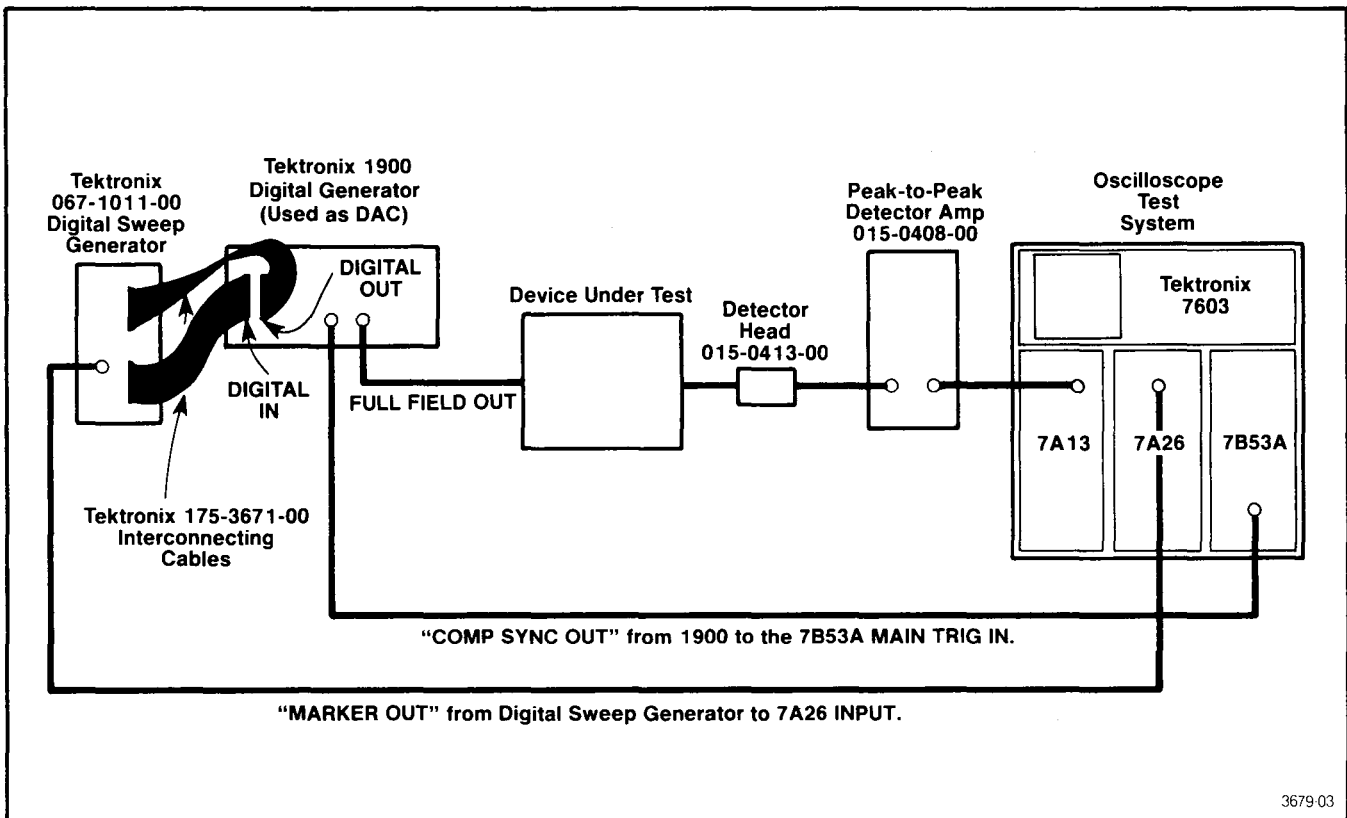 Tektronix
067-1011-00
Digital Sweep
Generator
Tektronix 1900
Digital Generator
(Used as DAC)
DIGITAL
OUT
DIGITAL
IN
FULL FIELD OUT
Tektronix 175-3671-00
Interconnecting
Cables
Device Under Test
Detector
Head
015-0413-00
Peak-to-Peak
Detector Amp
015-0408-00
Oscilloscope
Test
System
Tektronix
7603
7A13
7A26
7B53A
“COMP SYNC OUT” from 1900 to the 7B53A MAIN TRIG IN.
“MARKER OUT” from Digital Sweep Generator to 7A26 INPUT.
3679-03